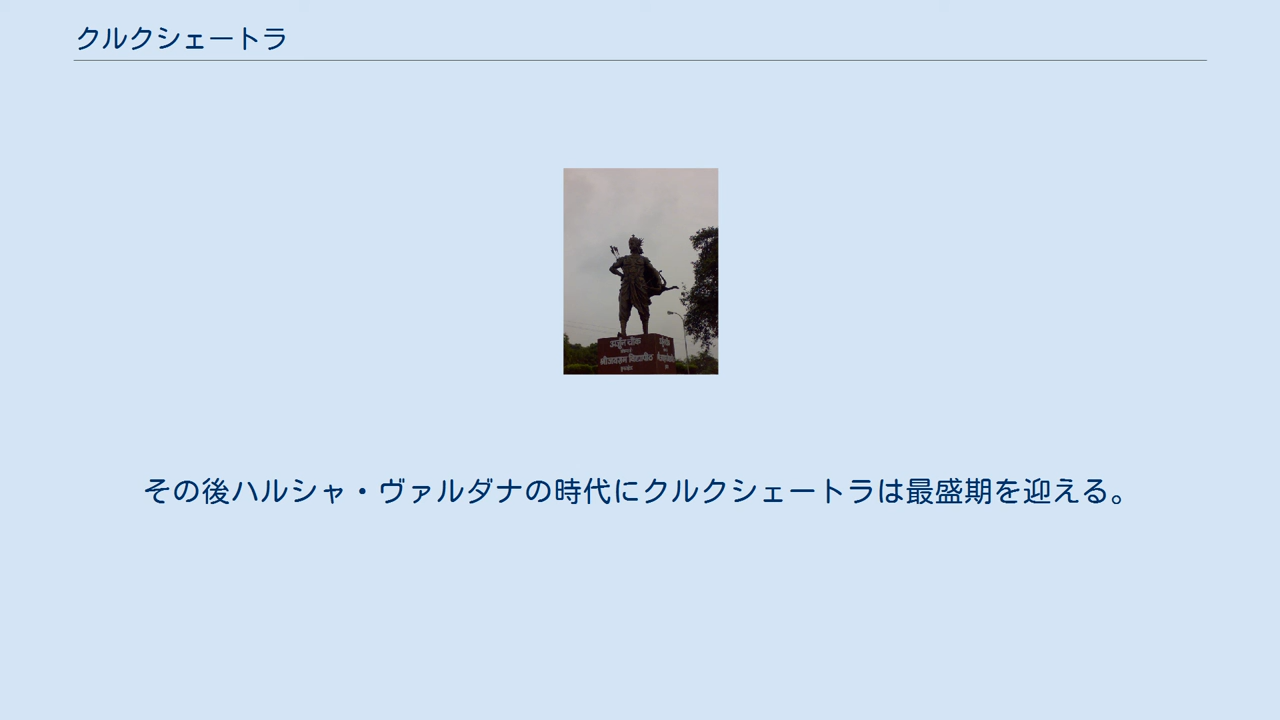 クルクシェートラ
अर्जुन चौक
श्रीजयराम विद्यापीठ
その後ハルシャ・ヴァルダナの時代にクルクシェートラは最盛期を迎える。